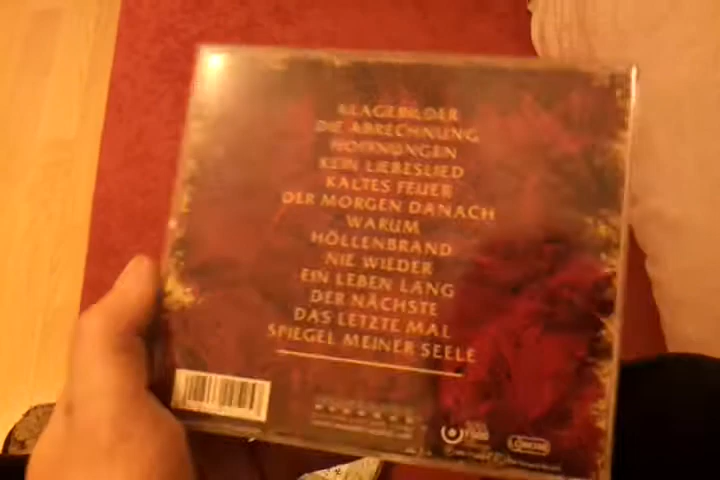 KLAGEBILDER
DIE ABRECHNUNG
HOFFNUNGEN
KEIN LIEBESLIED
KALTES FEUER
DER MORGEN DANACH
WARUM
HÖLLENBRAND
NIE WIEDER
EIN LEBEN LANG
DER NÄCHSTE
DAS LETZTE MAL
SPIEGEL MEINER SEELE